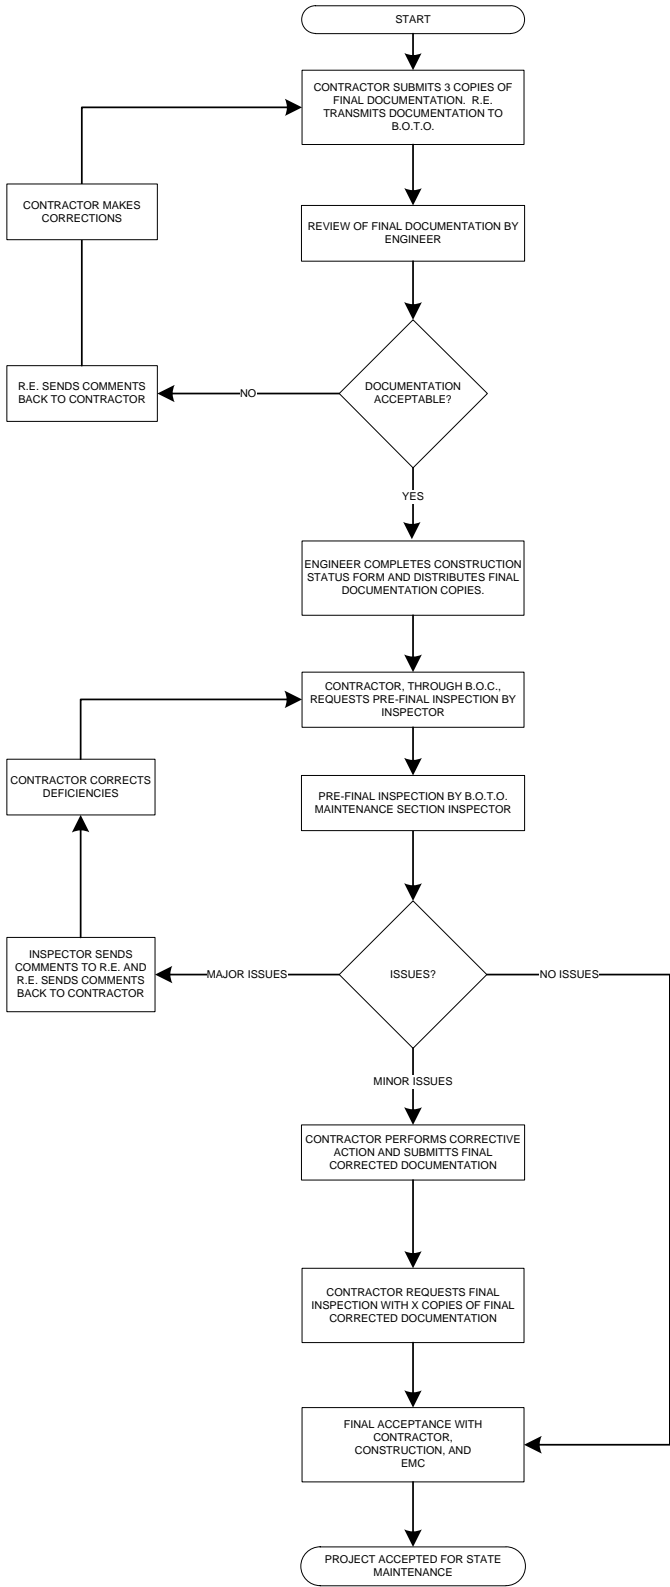 START
CONTRACTOR SUBMITS 3 COPIES OF
FINAL DOCUMENTATION. R.E.
TRANSMITS DOCUMENTATION TO
B.O.T.O.
CONTRACTOR MAKES
CORRECTIONS
REVIEW OF FINAL DOCUMENTATION BY
ENGINEER
R.E. SENDS COMMENTS
BACK TO CONTRACTOR
NO
DOCUMENTATION
ACCEPTABLE?
YES
ENGINEER COMPLETES CONSTRUCTION
STATUS FORM AND DISTRIBUTES FINAL
DOCUMENTATION COPIES.
CONTRACTOR, THROUGH B.O.C.,
REQUESTS PRE-FINAL INSPECTION BY
INSPECTOR
CONTRACTOR CORRECTS
DEFICIENCIES
PRE-FINAL INSPECTION BY B.O.T.O.
MAINTENANCE SECTION INSPECTOR
INSPECTOR SENDS
COMMENTS TO R.E. AND
R.E. SENDS COMMENTS
BACK TO CONTRACTOR
MAJOR ISSUES
ISSUES?
NO ISSUES
MINOR ISSUES
CONTRACTOR PERFORMS CORRECTIVE
ACTION AND SUBMITTS FINAL
CORRECTED DOCUMENTATION
CONTRACTOR REQUESTS FINAL
INSPECTION WITH X COPIES OF FINAL
CORRECTED DOCUMENTATION
FINAL ACCEPTANCE WITH
CONTRACTOR,
CONSTRUCTION, AND
EMC
PROJECT ACCEPTED FOR STATE
MAINTENANCE